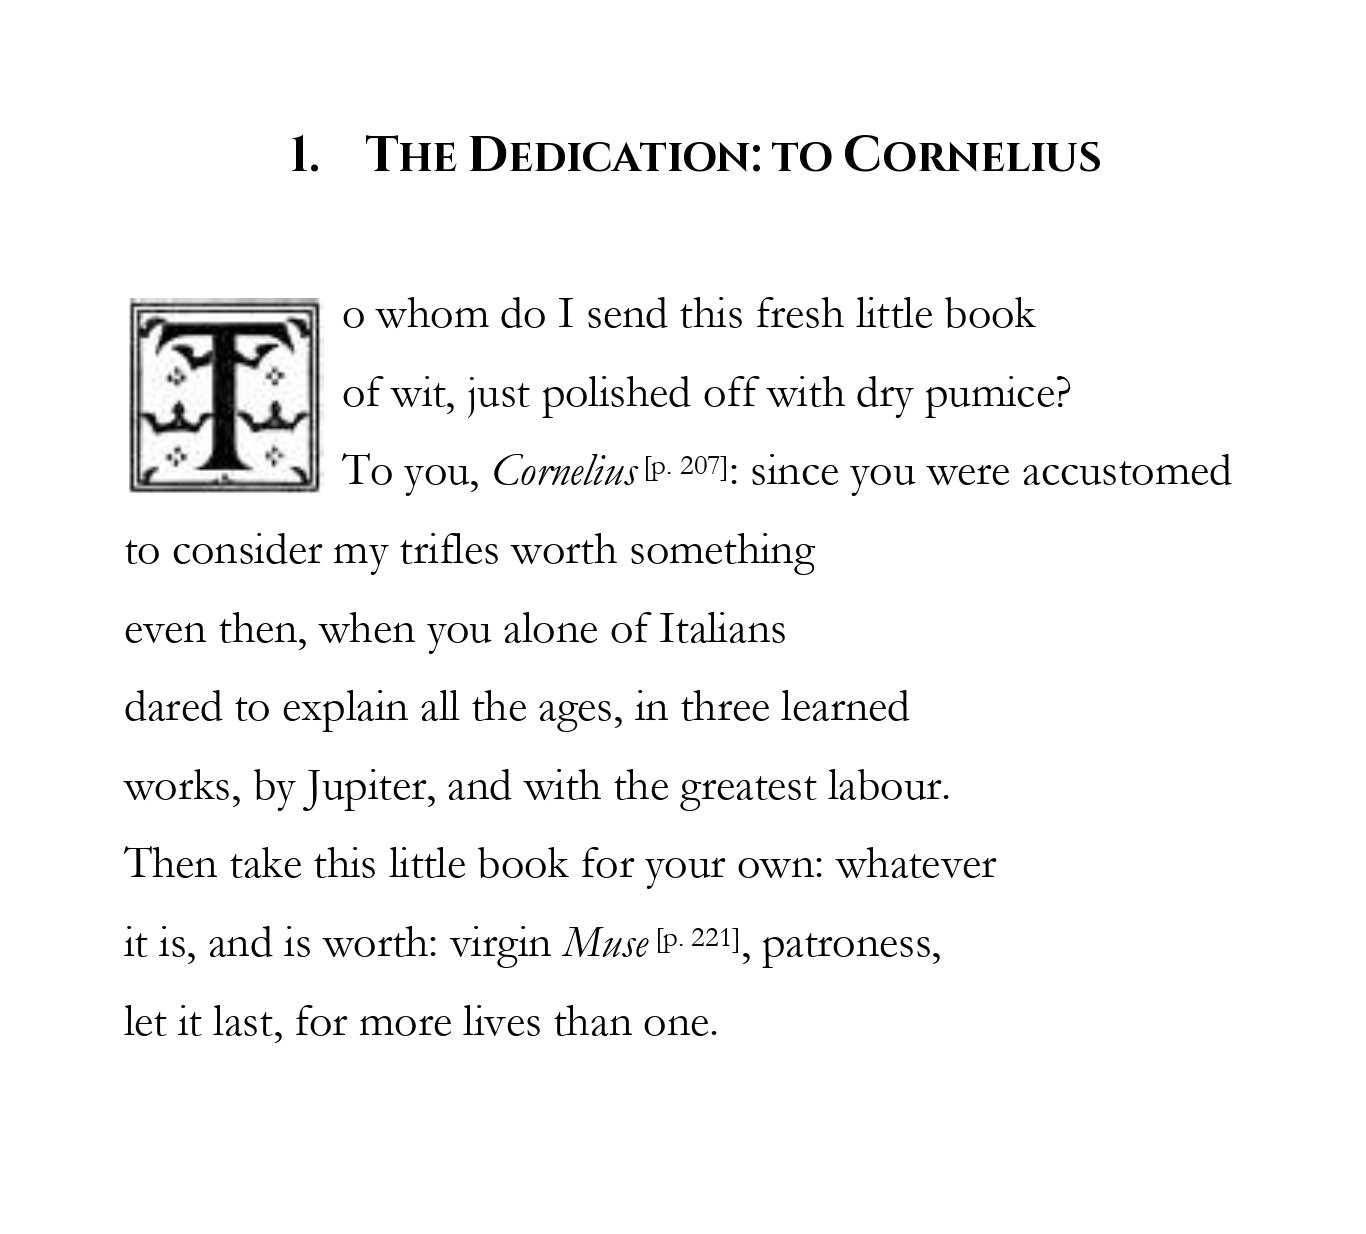 1. THE DEDICATION: TO CORNELIUS
To whom do I send this fresh little book
of wit, just polished off with dry pumice?
To you, Cornelius [p. 207]: since you were accustomed
to consider my trifles worth something
even then, when you alone of Italians
dared to explain all the ages, in three learned
works, by Jupiter, and with the greatest labour.
Then take this little book for your own: whatever
it is, and is worth: virgin Muse [p. 221], patroness,
let it last, for more lives than one.